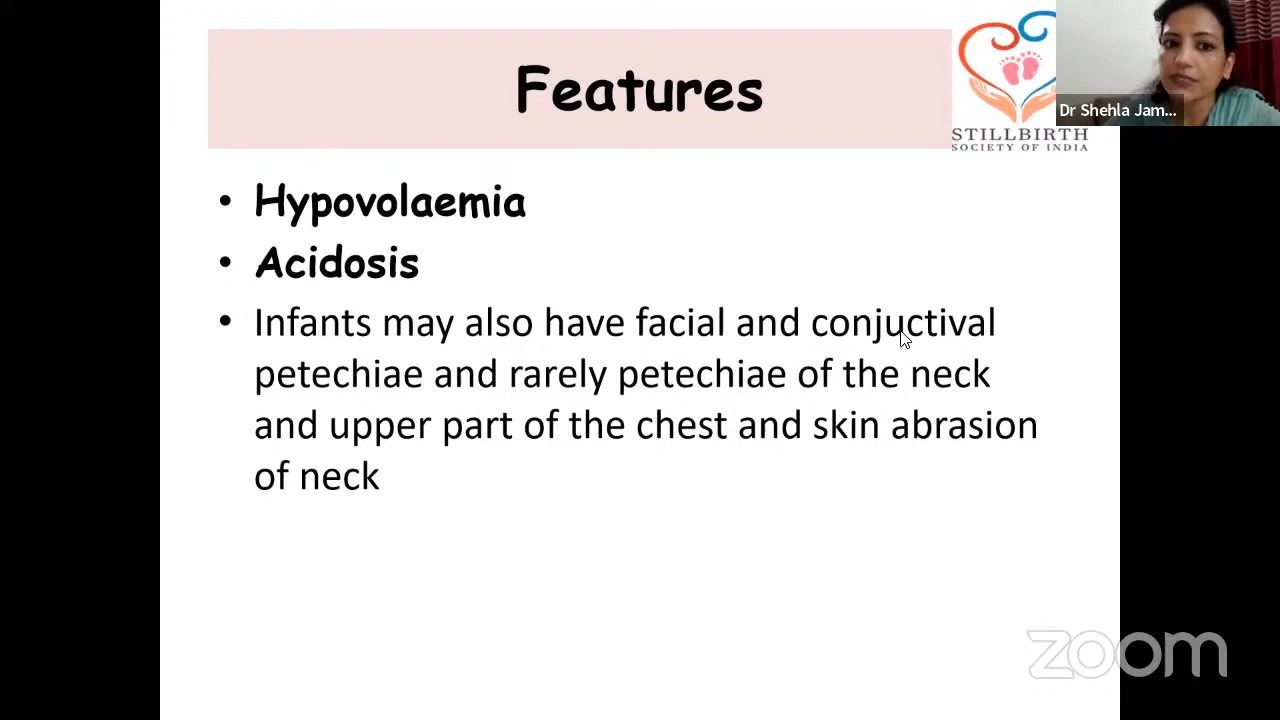 Features
STILLBIRTH
SOCIETY OF INDIA
Dr Shehla Jam...
• Hypovolaemia
• Acidosis
• Infants may also have facial and conjuctival
petechiae and rarely petechiae of the neck
and upper part of the chest and skin abrasion
of neck
zoom